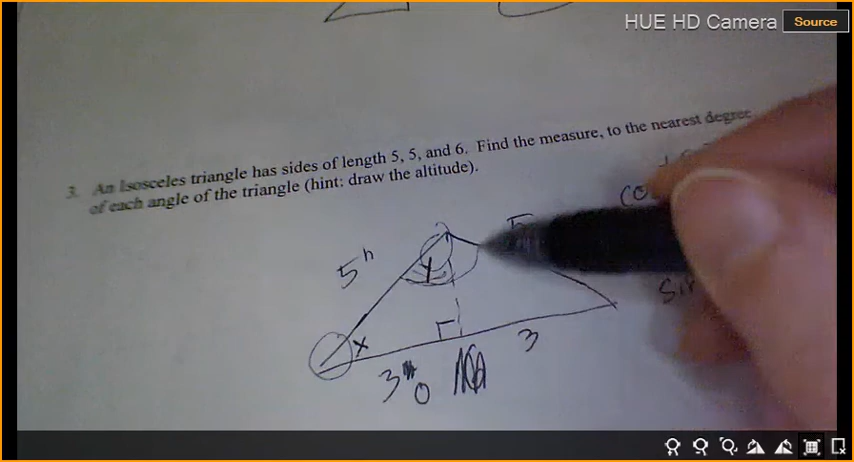 HUE HD Camera
Source
3. An Isosceles triangle has sides of length 5, 5, and 6. Find the measure, to the nearest degree
of each angle of the triangle (hint: draw the altitude).
5 h
5
y
x
3
3
O